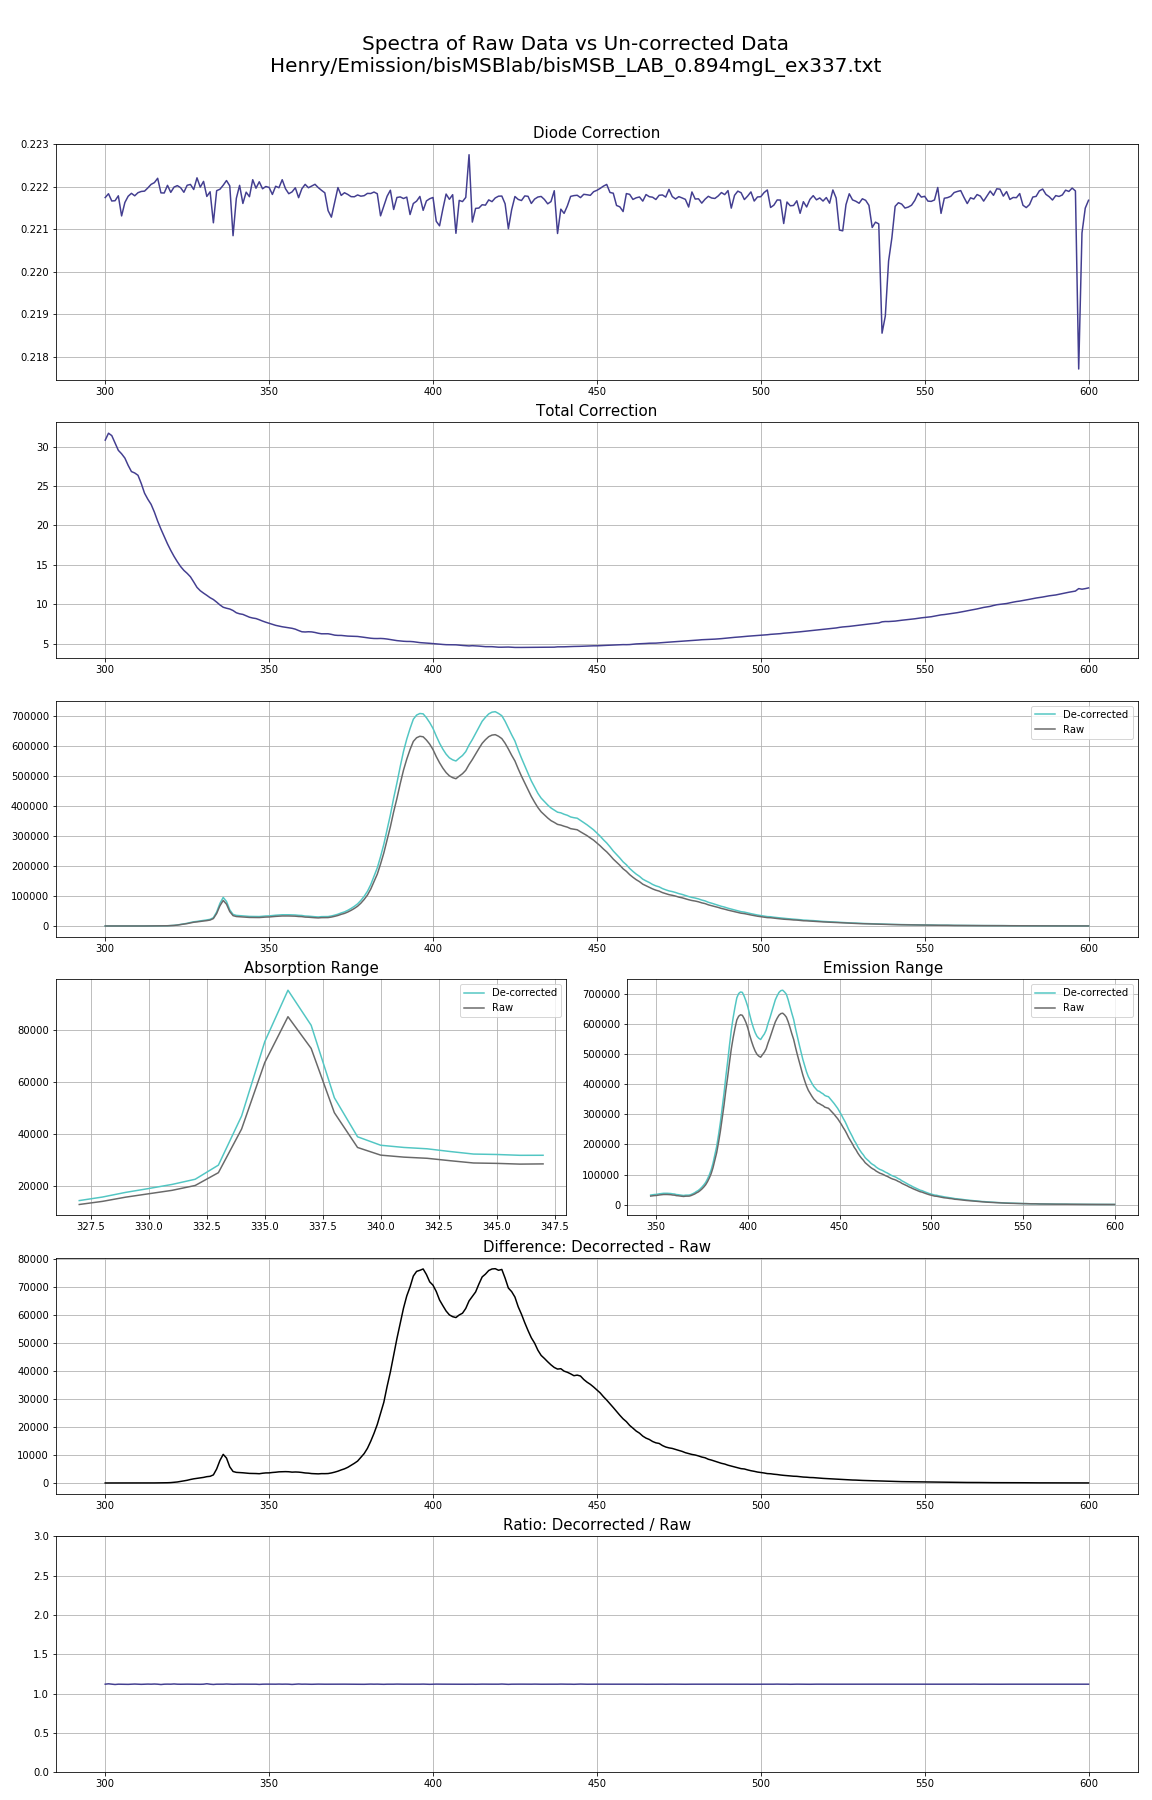 Spectra of Raw Data vs Un-corrected Data
Henry/Emission/bisMSBlab/bisMSB_LAB_0.894mgL_ex337.txt
Diode Correction
0.223
0.222
0.221
0.220
0.219
0.218
300 350 400 450 500 550 600
Total Correction
30
25
20
15
10
5
300 350 400 450 500 550 600
De-corrected
Raw
700000
600000
500000
400000
300000
200000
100000
0
300 350 400 450 500 550 600
Absorption Range
De-corrected
Raw
80000
60000
40000
20000
327.5 330.0 332.5 335.0 337.5 340.0 342.5 345.0 347.5
Emission Range
De-corrected
Raw
700000
600000
500000
400000
300000
200000
100000
0
350 400 450 500 550 600
Difference: Decorrected - Raw
80000
70000
60000
50000
40000
30000
20000
10000
0
300 350 400 450 500 550 600
Ratio: Decorrected / Raw
3.0
2.5
2.0
1.5
1.0
0.5
0.0
300 350 400 450 500 550 600